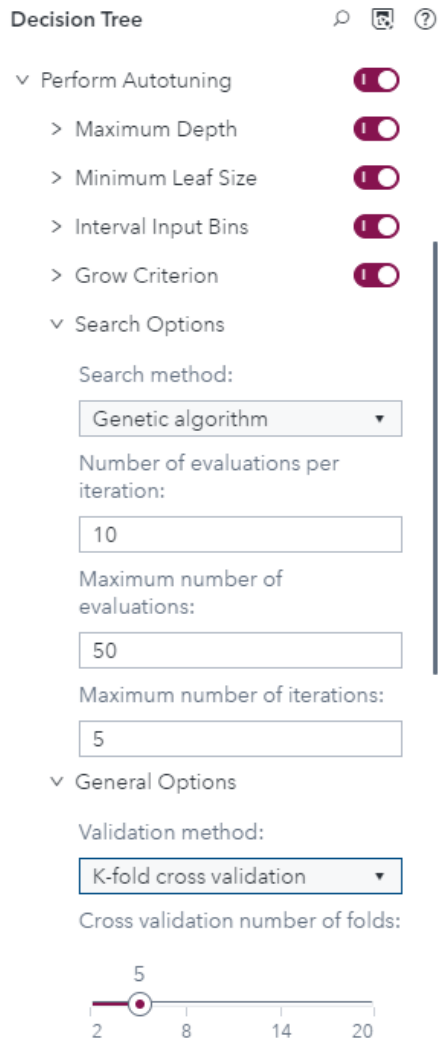 Decision Tree
Perform Autotuning
Maximum Depth
Minimum Leaf Size
Interval Input Bins
Grow Criterion
Search Options
Search method:
Genetic algorithm
Number of evaluations per
iteration:
10
Maximum number of
evaluations:
50
Maximum number of iterations:
5
General Options
Validation method:
K-fold cross validation
Cross validation number of folds:
5
2 8 14 20